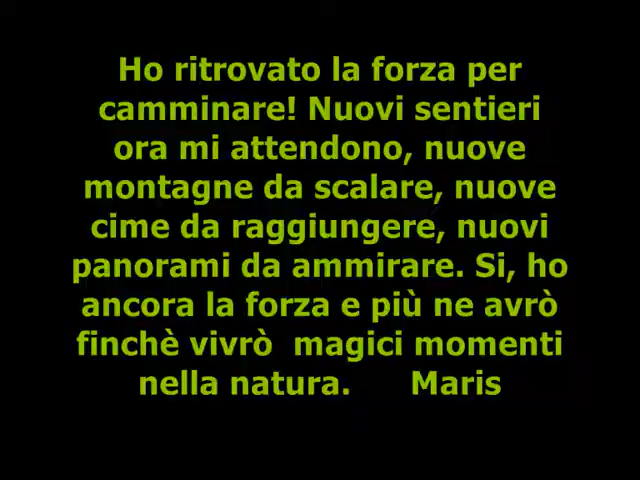 Ho ritrovato la forza per
camminare! Nuovi sentieri
ora mi attendono, nuove
montagne da scalare, nuove
cime da raggiungere, nuovi
panorami da ammirare. Si, ho
ancora la forza e più ne avrò
finchè vivrò  magici momenti
nella natura.      Maris